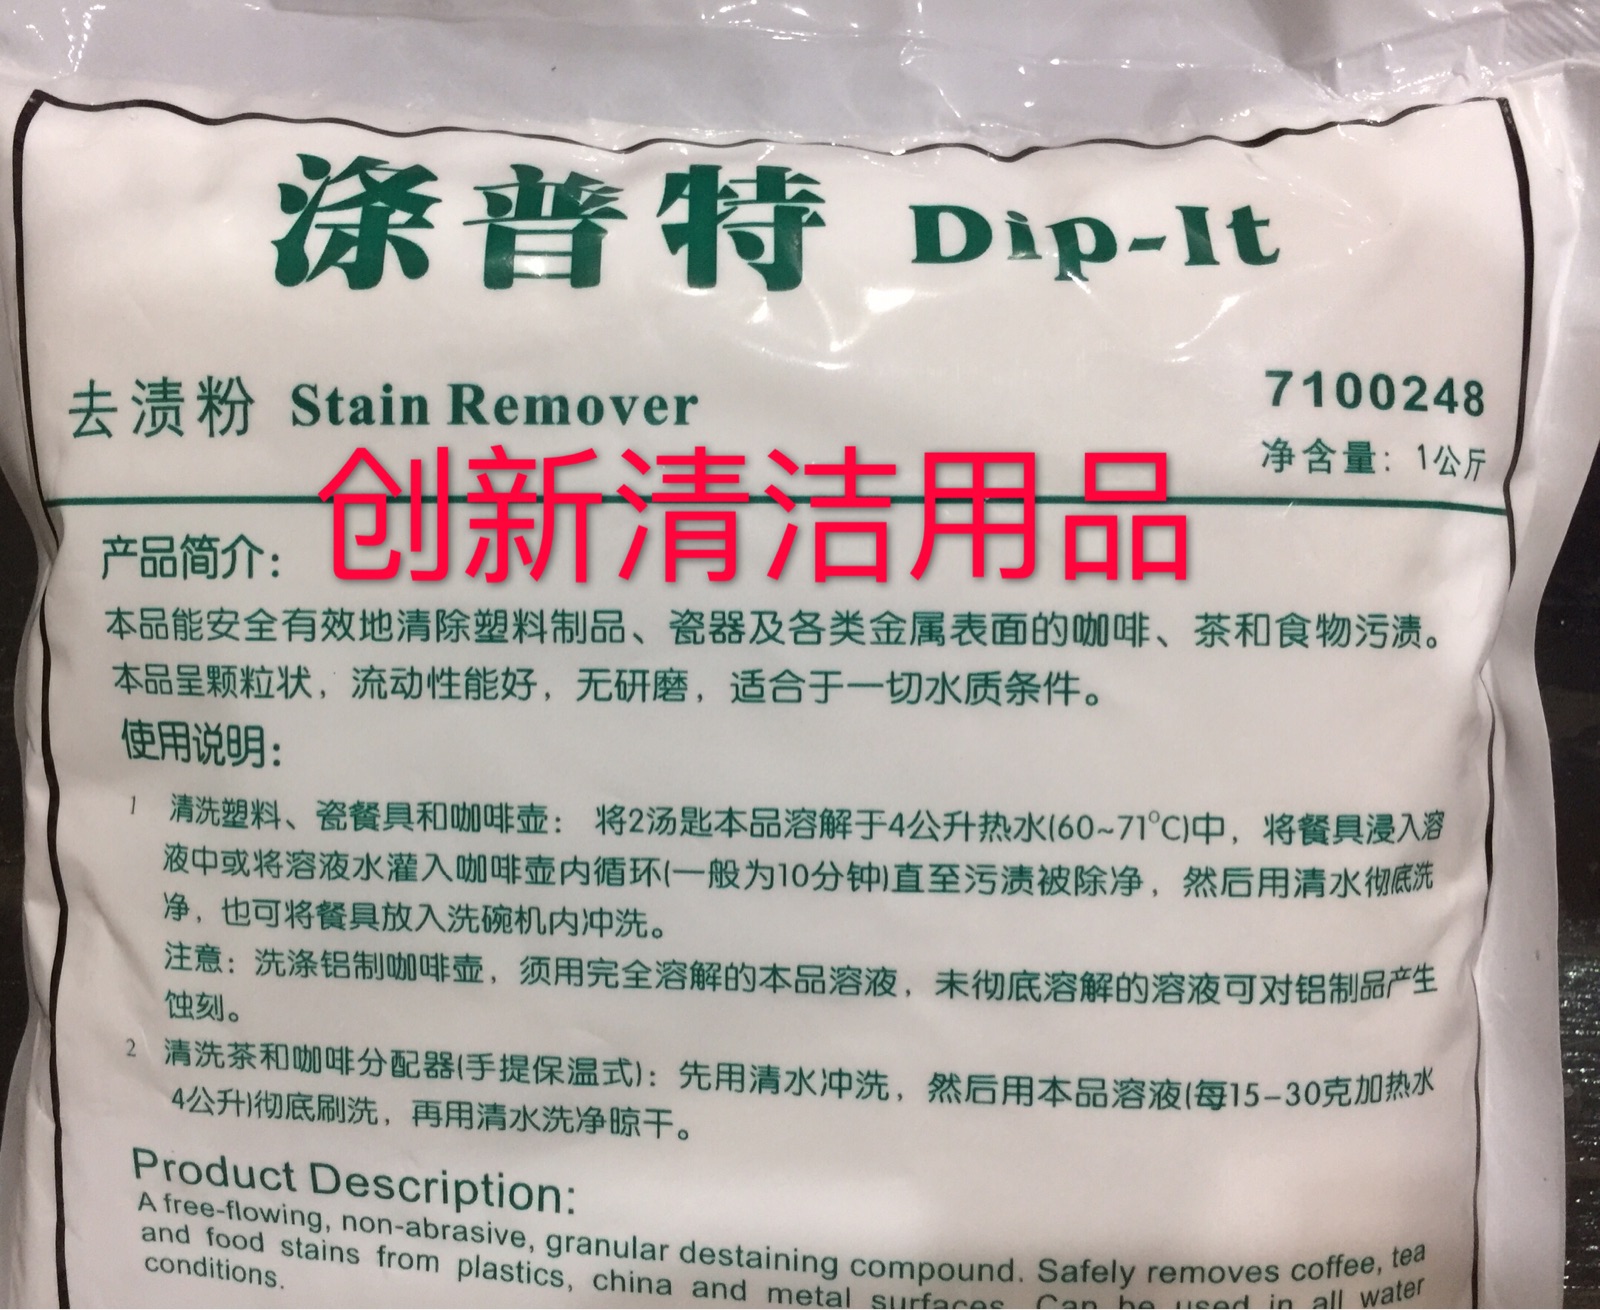 涤普特 Dip-It
去渍粉 Stain Remover
7100248
净含量：1公斤
创新清洁用品
产品简介：
本品能安全有效地清除塑料制品、瓷器及各类金属表面的咖啡、茶和食物污渍。
本品呈颗粒状，流动性能好，无研磨，适合于一切水质条件。
使用说明：
1 清洗塑料、瓷餐具和咖啡壶： 将2汤匙本品溶解于4公升热水(60~71°C)中，将餐具浸入溶
液中或将溶液水灌入咖啡壶内循环(一般为10分钟)直至污渍被除净，然后用清水彻底洗
净，也可将餐具放入洗碗机内冲洗。
注意：洗涤铝制咖啡壶，须用完全溶解的本品溶液，未彻底溶解的溶液可对铝制品产生
蚀刻。
2 清洗茶和咖啡分配器(手提保温式)：先用清水冲洗，然后用本品溶液(每15-30克加热水
4公升)彻底刷洗，再用清水洗净晾干。
Product Description:
A free-flowing, non-abrasive, granular destaining compound. Safely removes coffee, tea
and food stains from plastics, china and metal surfaces. Can be used in all water
conditions.